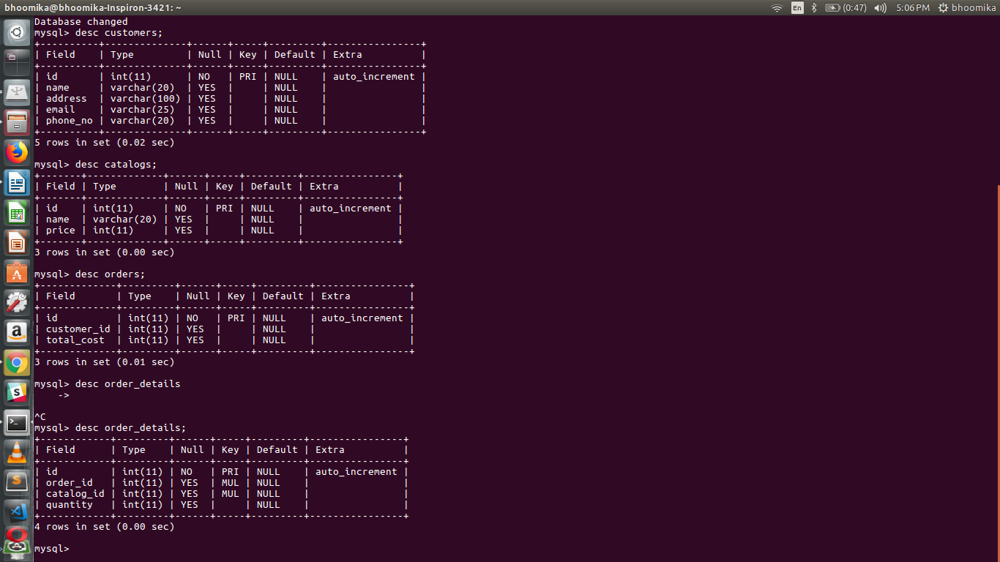 bhoomika@bhoomika-Inspiron-3421: ~ En (0:47) 5:06 PM bhoomika
Database changed
mysql> desc customers;
+----------+--------------+------+-----+---------+----------------+
| Field    | Type         | Null | Key | Default | Extra          |
+----------+--------------+------+-----+---------+----------------+
| id       | int(11)      | NO   | PRI | NULL    | auto_increment |
| name     | varchar(20)  | YES  |     | NULL    |                |
| address  | varchar(100) | YES  |     | NULL    |                |
| email    | varchar(25)  | YES  |     | NULL    |                |
| phone_no | varchar(20)  | YES  |     | NULL    |                |
+----------+--------------+------+-----+---------+----------------+
5 rows in set (0.02 sec)
mysql> desc catalogs;
+-------+-------------+------+-----+---------+----------------+
| Field | Type        | Null | Key | Default | Extra          |
+-------+-------------+------+-----+---------+----------------+
| id    | int(11)     | NO   | PRI | NULL    | auto_increment |
| name  | varchar(20) | YES  |     | NULL    |                |
| price | int(11)     | YES  |     | NULL    |                |
+-------+-------------+------+-----+---------+----------------+
3 rows in set (0.00 sec)
mysql> desc orders;
+-------------+---------+------+-----+---------+----------------+
| Field       | Type    | Null | Key | Default | Extra          |
+-------------+---------+------+-----+---------+----------------+
| id          | int(11) | NO   | PRI | NULL    | auto_increment |
| customer_id | int(11) | YES  |     | NULL    |                |
| total_cost  | int(11) | YES  |     | NULL    |                |
+-------------+---------+------+-----+---------+----------------+
3 rows in set (0.01 sec)
mysql> desc order_details
    ->
^C
mysql> desc order_details;
+------------+---------+------+-----+---------+----------------+
| Field      | Type    | Null | Key | Default | Extra          |
+------------+---------+------+-----+---------+----------------+
| id         | int(11) | NO   | PRI | NULL    | auto_increment |
| order_id   | int(11) | YES  | MUL | NULL    |                |
| catalog_id | int(11) | YES  | MUL | NULL    |                |
| quantity   | int(11) | YES  |     | NULL    |                |
+------------+---------+------+-----+---------+----------------+
4 rows in set (0.00 sec)
mysql>